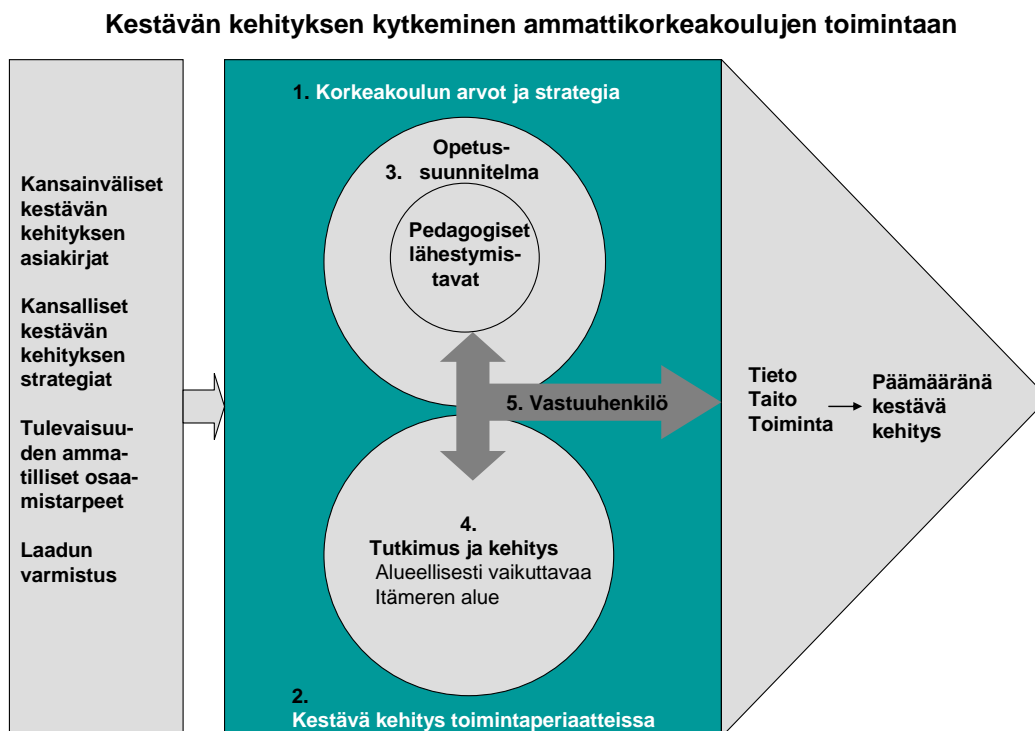 Kestävän kehityksen kytkeminen ammattikorkeakoulujen toimintaan
Kansainväliset
kestävän
kehityksen
asiakirjat
Kansalliset
kestävän
kehityksen
strategiat
Tulevaisuu-
den amma-
tilliset osaa-
mistarpeet
Laadun
varmistus
1. Korkeakoulun arvot ja strategia
Opetus-
3. suunnitelma
Pedagogiset
lähestymis-
tavat
5. Vastuuhenkilö
4.
Tutkimus ja kehitys
Alueellisesti vaikuttavaa
Itämeren alue
2.
Kestävä kehitys toimintaperiaatteissa
Tieto
Taito
Toiminta
Päämääränä
kestävä
kehitys